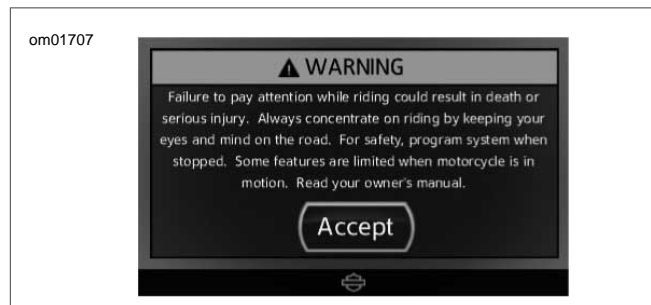 om01707
WARNING
Failure to pay attention while riding could result in death or
serious injury. Always concentrate on riding by keeping your
eyes and mind on the road. For safety, program system when
stopped. Some features are limited when motorcycle is in
motion. Read your owner's manual.
Accept